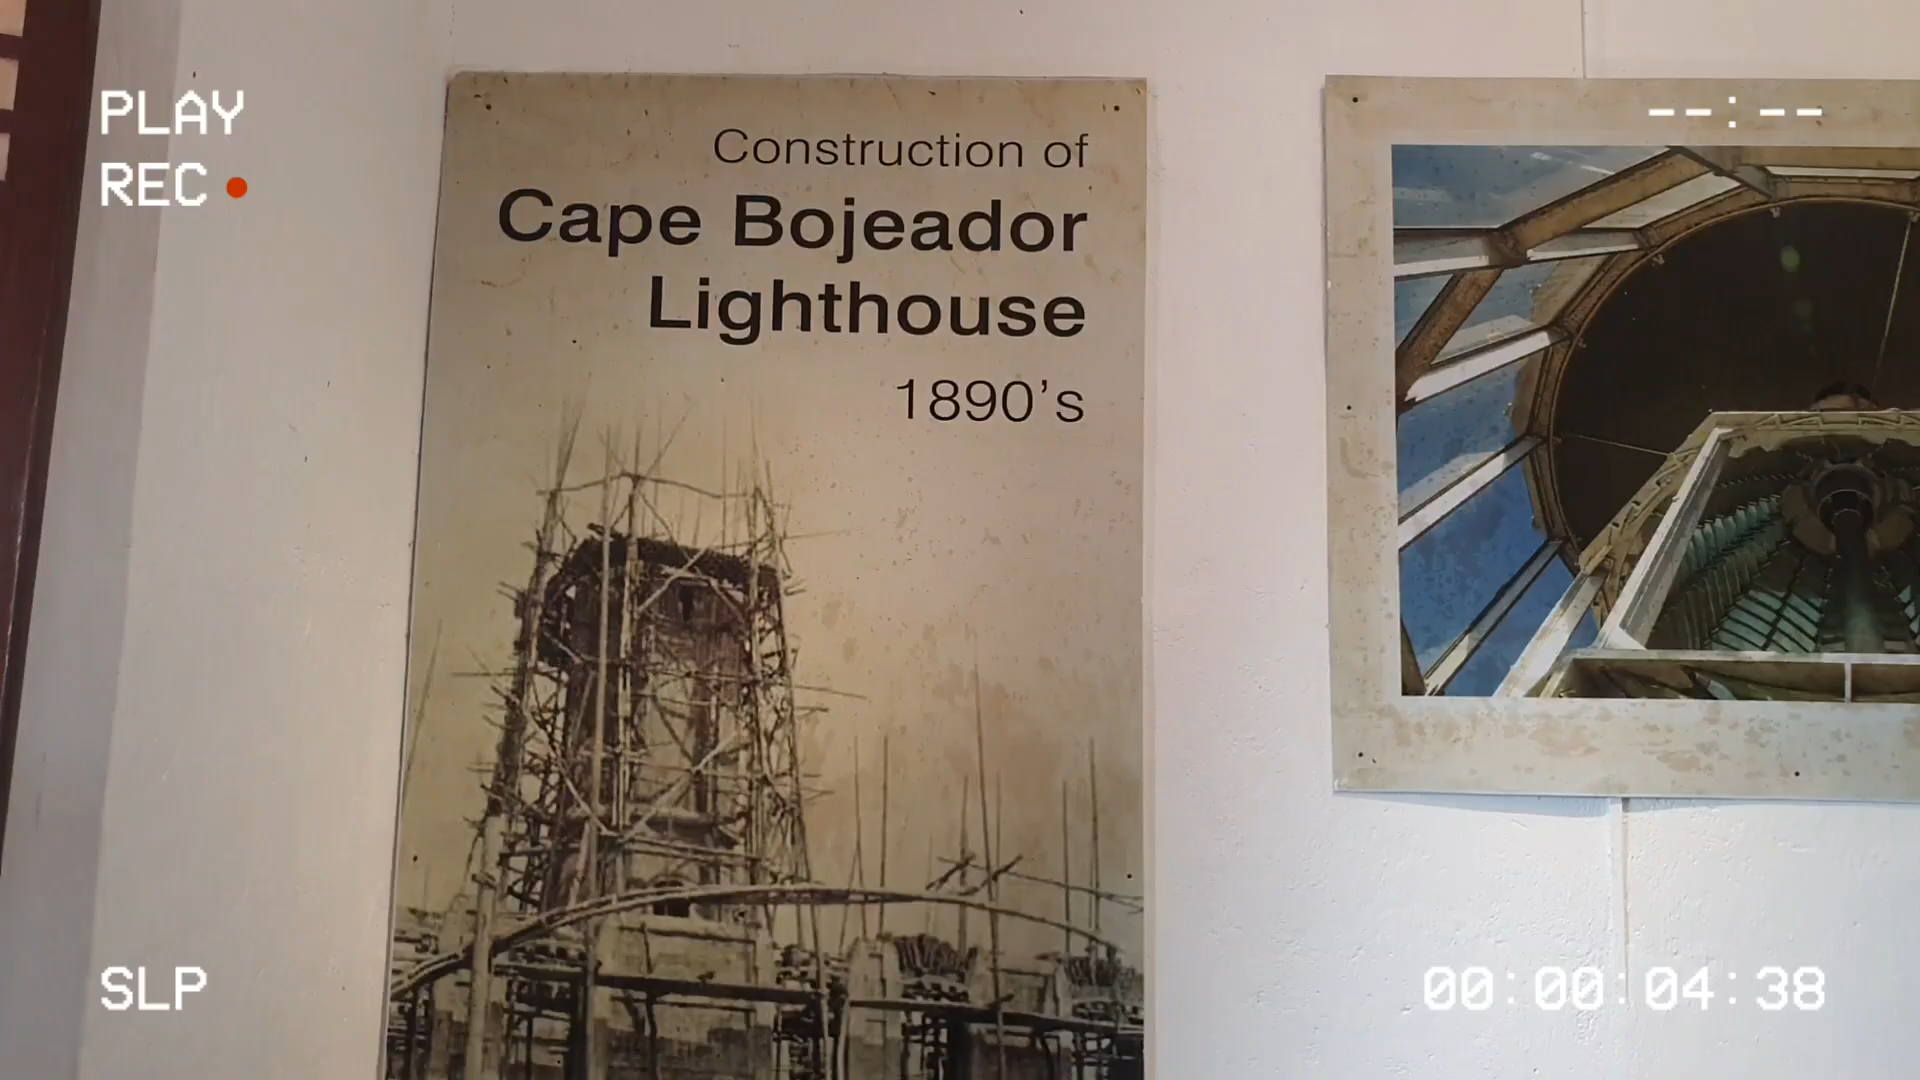 PLAY
REC
--:--
Construction of
Cape Bojeador
Lighthouse
1890's
SLP
00:00:04:38